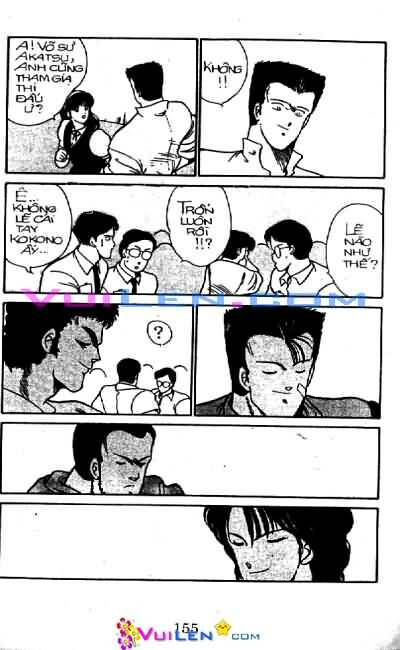 A! VÕ SƯ
AKATSU,
ANH CŨNG
THAM GIA
THI
ĐẤU
Ư?
KHÔNG
!!
Ê...
KHÔNG
LẼ CÁI
TAY
KOKONO
ẤY...
TRỐN
LUÔN
RỒI
!!?
LẼ
NÀO
NHƯ
THẾ?
VUILEN.COM
?
155
VUILEN.COM